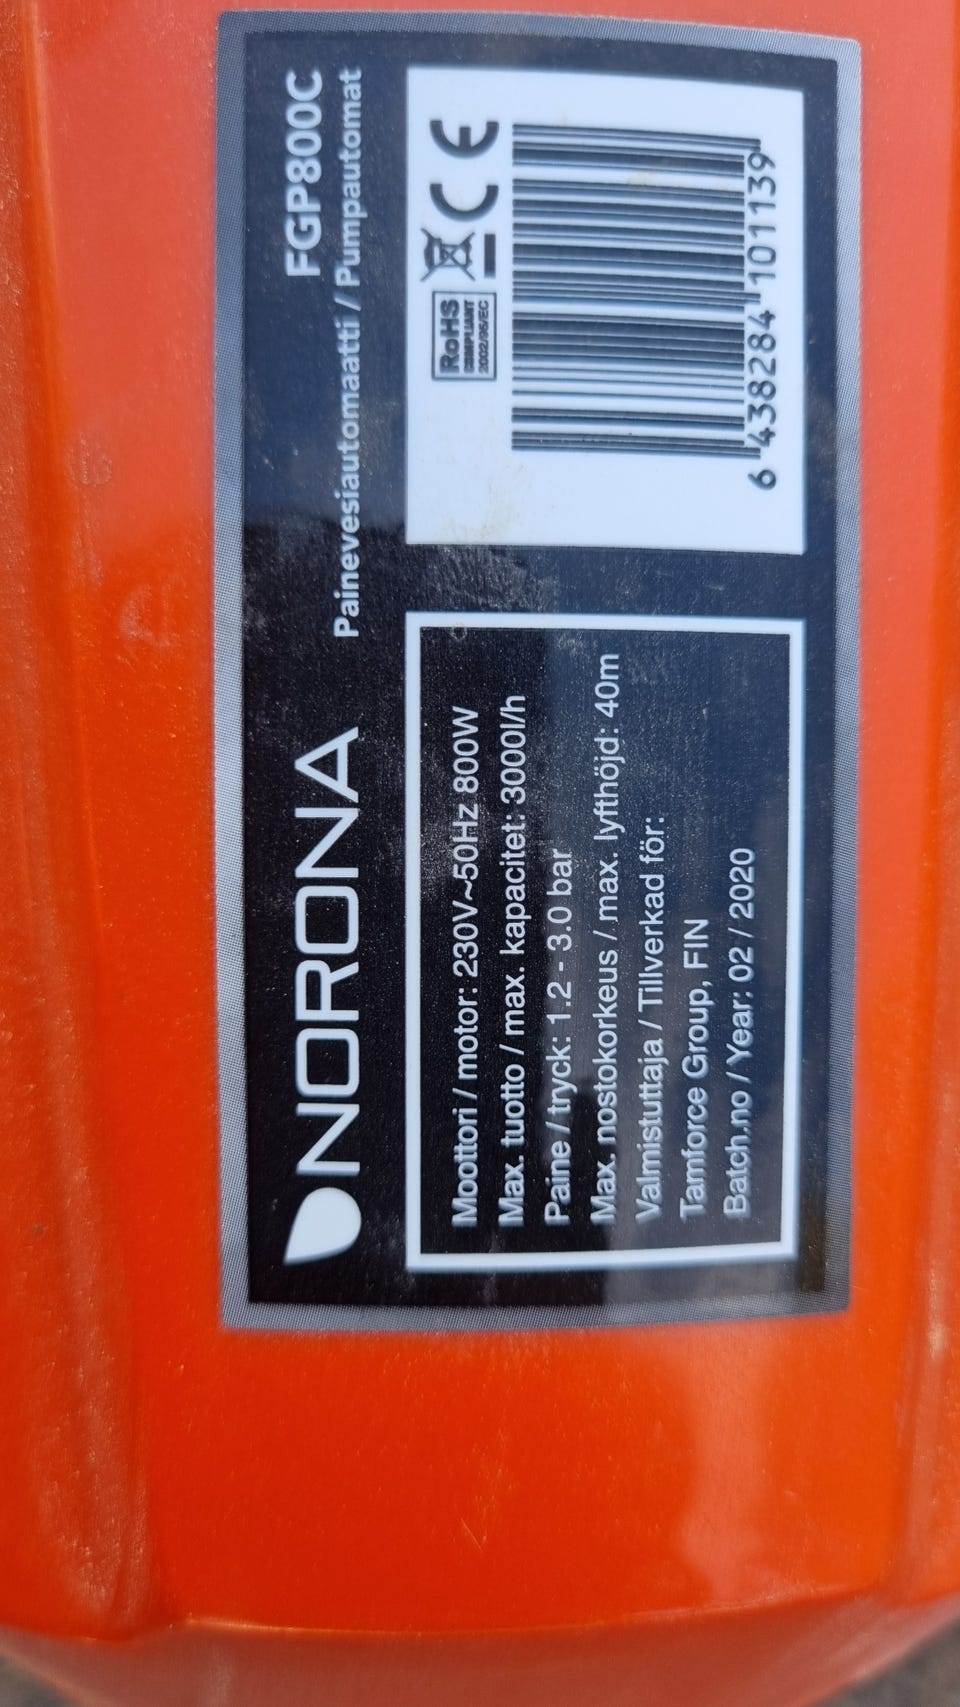 NORONA
FGP800C
Painevesiautomaatti / Pumpautomat
Moottori / motor: 230V~50Hz 800W
Max. tuotto / max. kapacitet: 3000l/h
Paine / tryck: 1.2 - 3.0 bar
Max. nostokorkeus / max. lyfthöjd: 40m
Valmistuttaja / Tillverkad för:
Tamforce Group, FIN
Batch.no / Year: 02 / 2020
RoHS
COMPLIANT
2002/95/EC
CE
6 438284 101139